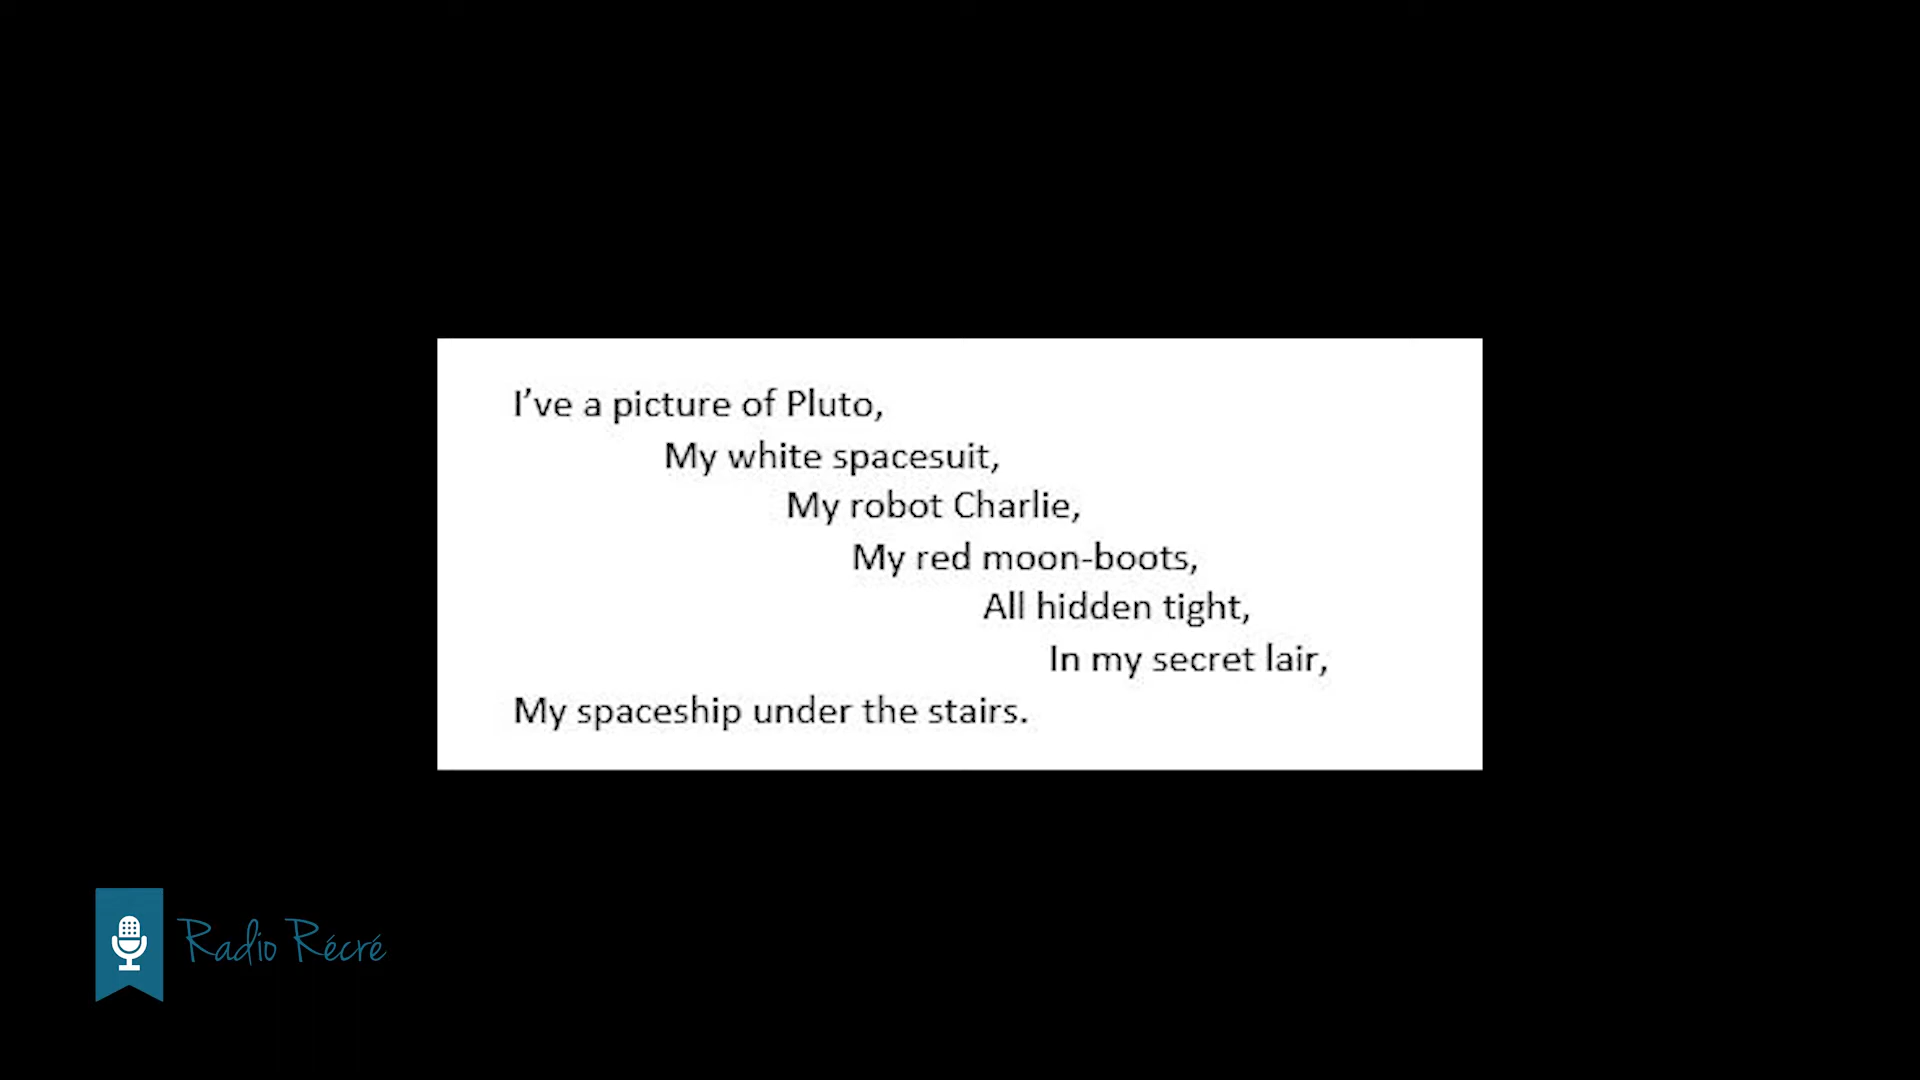 I've a picture of Pluto,
My white spacesuit,
My robot Charlie,
My red moon-boots,
All hidden tight,
In my secret lair,
My spaceship under the stairs.
Radio Récré